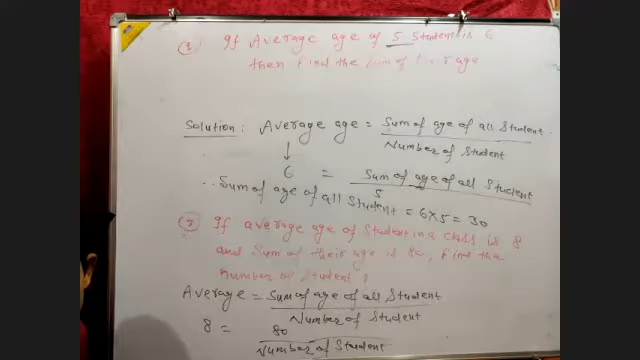 Q2. If Average age of 5 Student is 6
then find the Sum of their age
Solution: Average age = Sum of age of all Student
Number of Student
↓
6 = Sum of age of all Student
5
∴ Sum of age of all Student = 6×5=30
Q3. If average age of Student in a class is 8
and Sum of their age is 80, find the
Number of Student?
Average = Sum of age of all Student
Number of Student
8 = 80
Number of Student